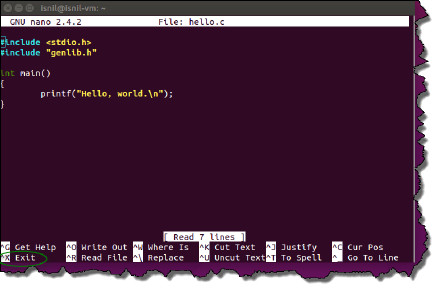 isnil@isnil-vm: ~
GNU nano 2.4.2 File: hello.c
#include <stdio.h>
#include "genlib.h"
int main()
{
printf("Hello, world.\n");
}
[ Read 7 lines ]
^G Get Help ^O Write Out ^W Where Is ^K Cut Text ^J Justify ^C Cur Pos
^X Exit ^R Read File ^\ Replace ^U Uncut Text ^T To Spell ^_ Go To Line